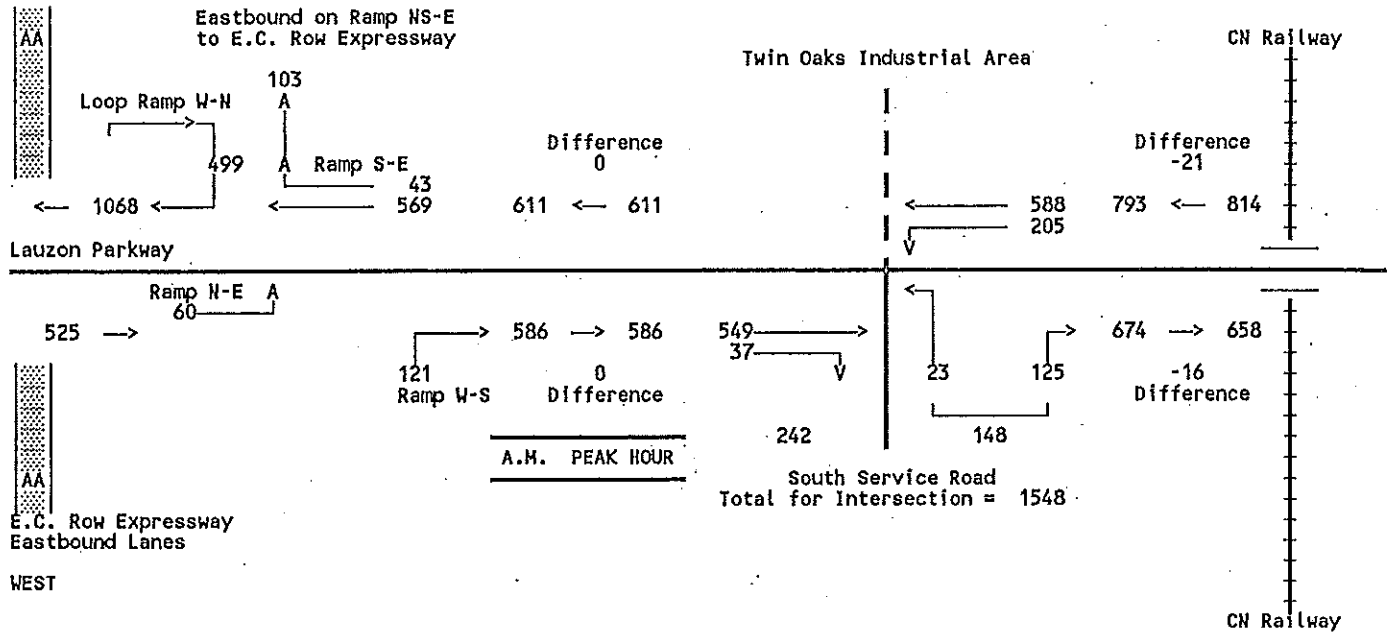 Eastbound on Ramp NS-E
to E.C. Row Expressway
AA
CN Railway
Twin Oaks Industrial Area
103
Loop Ramp W-N A
Difference Difference
499 A Ramp S-E 0 -21
43
<— 1068 <— <— 569 611 <— 611 <— 588 793 <— 814
205
V
Lauzon Parkway
Ramp N-E A
60
525 —> —> 586 —> 586 549 —> —> 674 —> 658
37
121 0 V 23 125 -16
Ramp W-S Difference Difference
242 148
A.M. PEAK HOUR
South Service Road
Total for Intersection = 1548
AA
E.C. Row Expressway
Eastbound Lanes
WEST
CN Railway